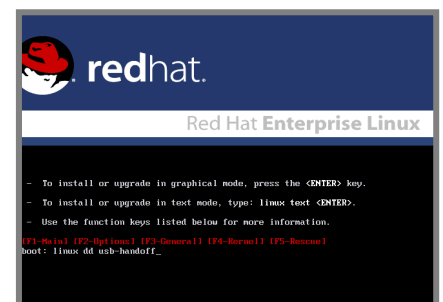 redhat.
Red Hat Enterprise Linux
- To install or upgrade in graphical mode, press the <ENTER> key.
- To install or upgrade in text mode, type: linux text <ENTER>.
- Use the function keys listed below for more information.
[F1-Main] [F2-Options] [F3-General] [F4-Kernel] [F5-Rescue]
boot: linux dd usb-handoff_